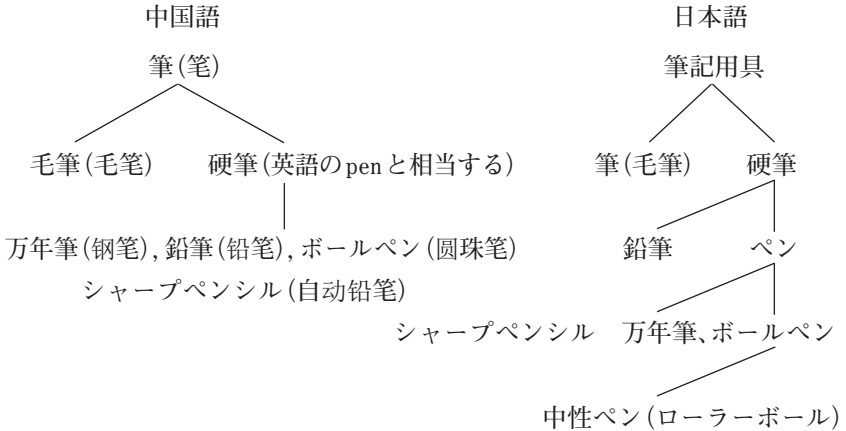 中国語 日本語
筆(笔) 筆記用具
毛筆(毛笔) 硬筆(英語のpenと相当する) 筆(毛筆) 硬筆
万年筆(钢笔),鉛筆(铅笔),ボールペン(圆珠笔) 鉛筆 ペン
シャープペンシル(自动铅笔)
シャープペンシル 万年筆、ボールペン
中性ペン(ローラーボール)